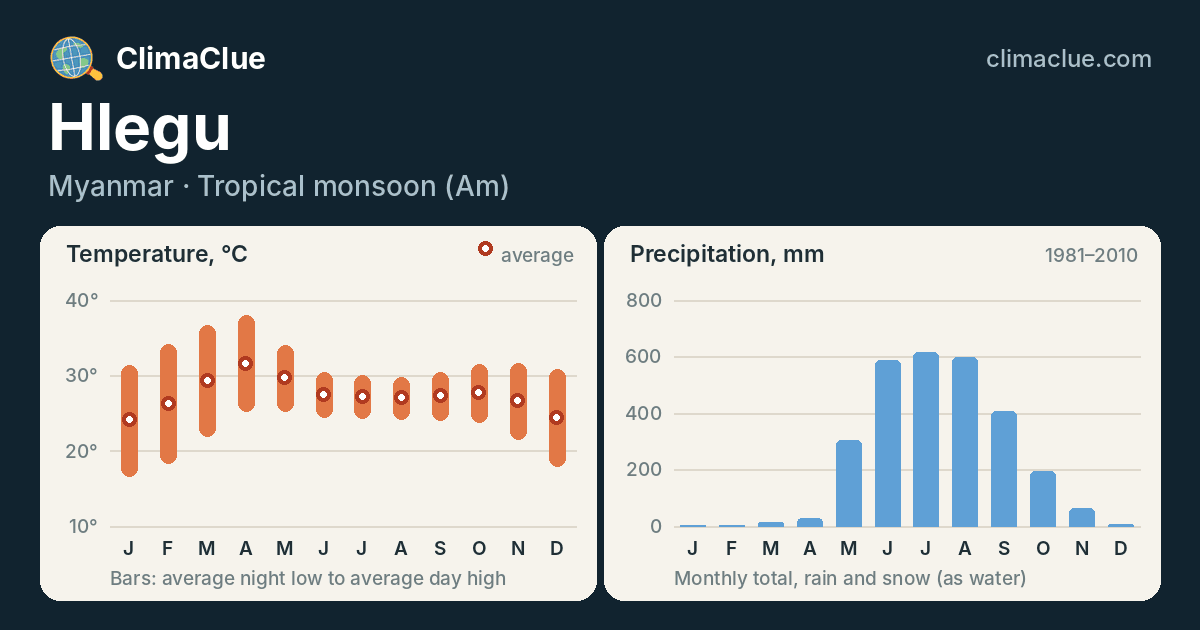 ClimaClue
climaclue.com
Hlegu
Myanmar · Tropical monsoon (Am)
Temperature, °C
average
40°
30°
20°
10°
J F M A M J J A S O N D
Bars: average night low to average day high
Precipitation, mm
1981–2010
800
600
400
200
0
J F M A M J J A S O N D
Monthly total, rain and snow (as water)